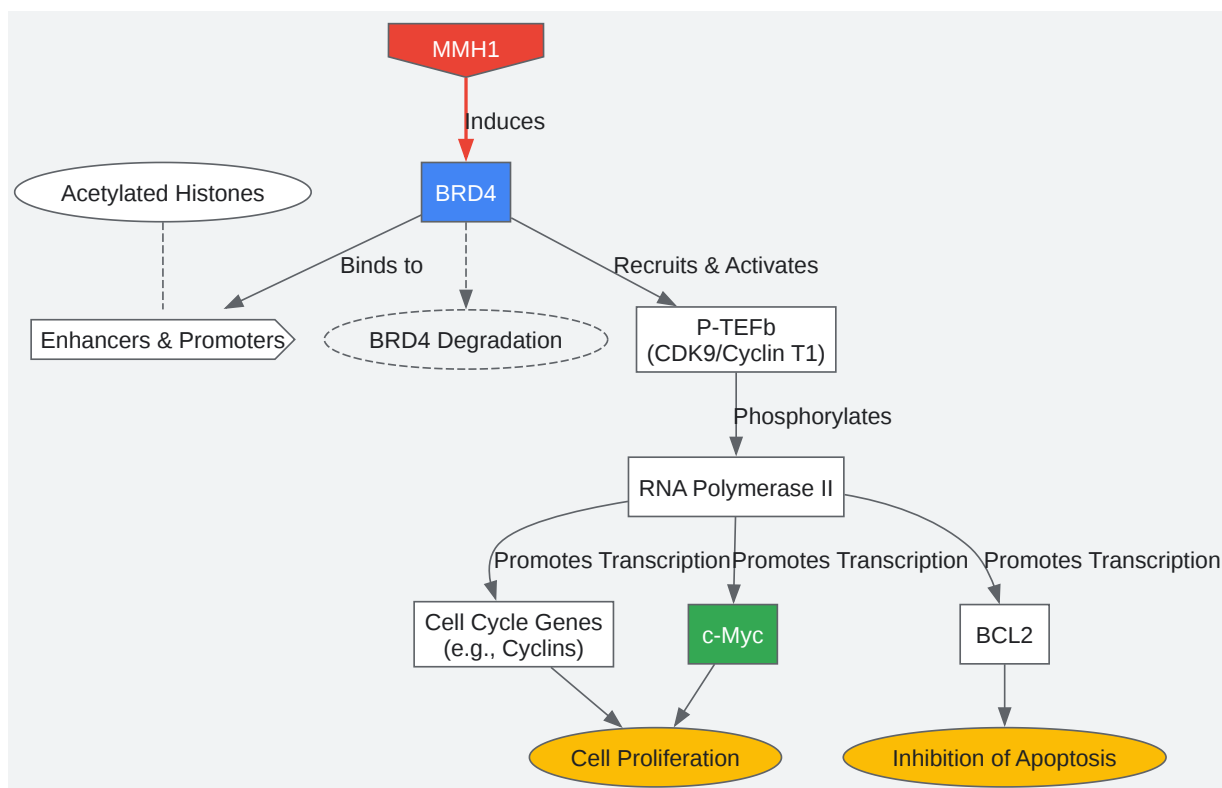 MMH1
Induces
Acetylated Histones
BRD4
Binds to
Recruits & Activates
Enhancers & Promoters
BRD4 Degradation
P-TEFb
(CDK9/Cyclin T1)
Phosphorylates
RNA Polymerase II
Promotes Transcription
Promotes Transcription
Promotes Transcription
Cell Cycle Genes
(e.g., Cyclins)
c-Myc
BCL2
Cell Proliferation
Inhibition of Apoptosis